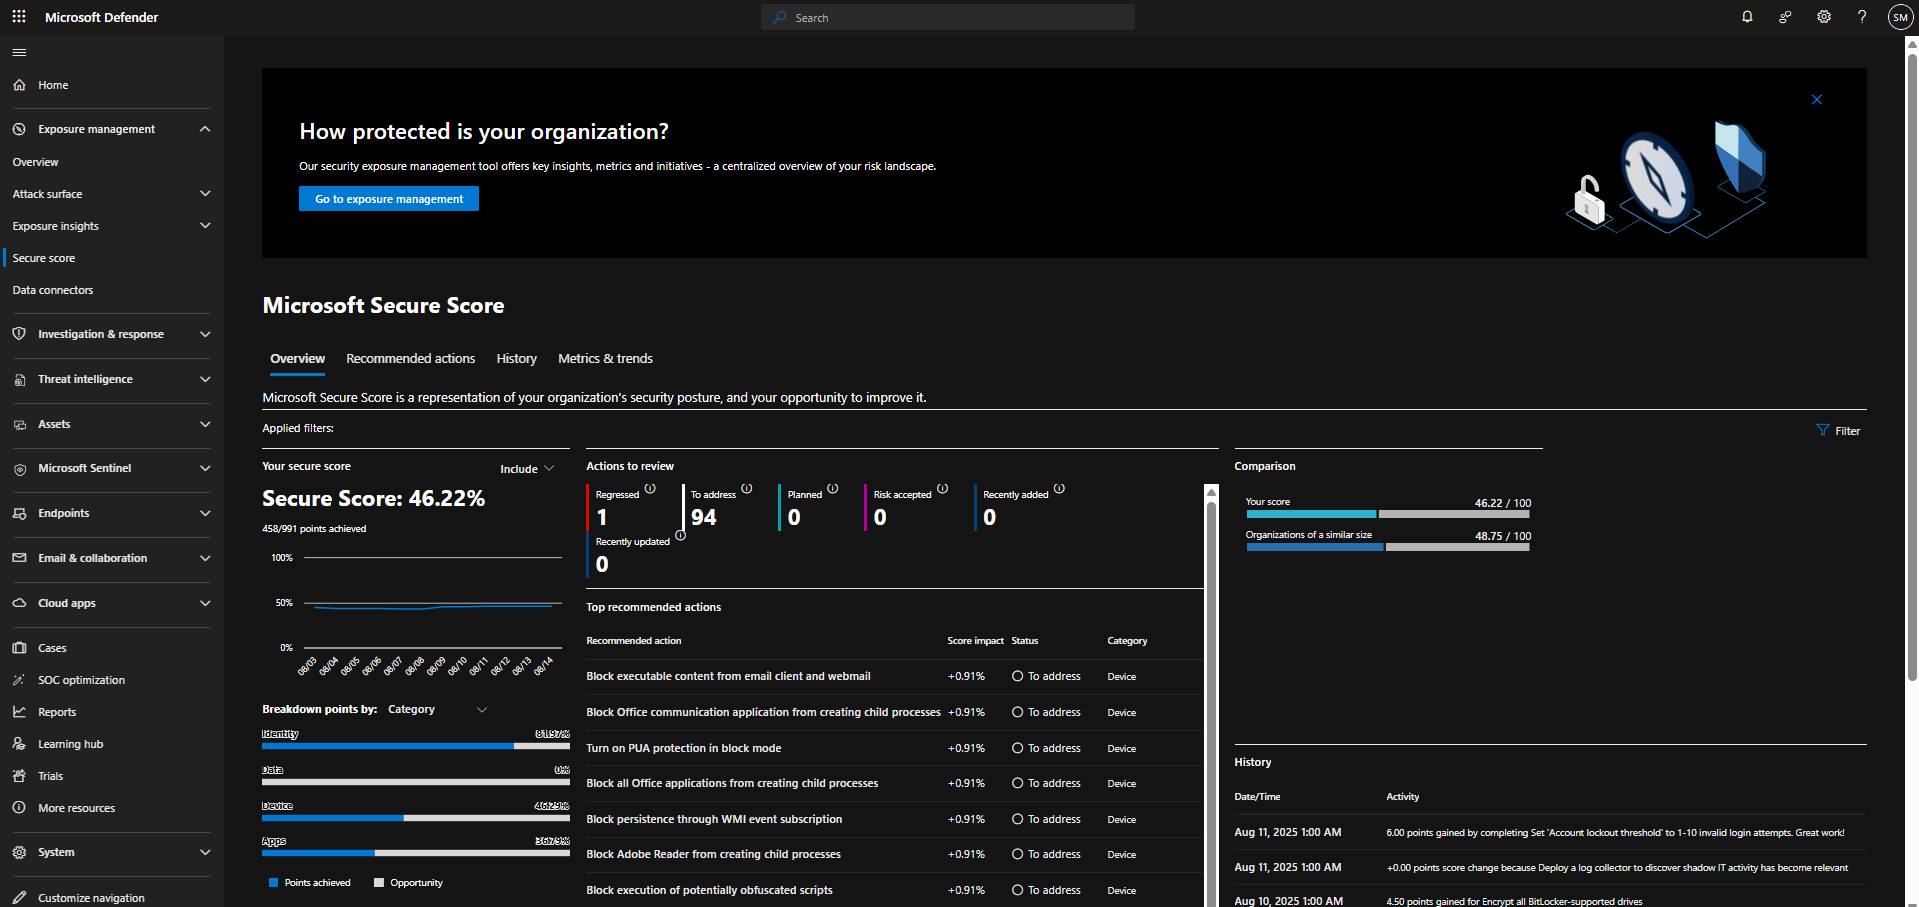 Microsoft Defender
Search
SM
Home
Exposure management
Overview
Attack surface
Exposure insights
Secure score
Data connectors
Investigation & response
Threat intelligence
Assets
Microsoft Sentinel
Endpoints
Email & collaboration
Cloud apps
Cases
SOC optimization
Reports
Learning hub
Trials
More resources
System
Customize navigation
How protected is your organization?
Our security exposure management tool offers key insights, metrics and initiatives - a centralized overview of your risk landscape.
Go to exposure management
Microsoft Secure Score
Overview Recommended actions History Metrics & trends
Microsoft Secure Score is a representation of your organization's security posture, and your opportunity to improve it.
Applied filters:
Filter
Your secure score
Include
Secure Score: 46.22%
458/991 points achieved
100%
50%
0%
08/03 08/04 08/05 08/06 08/07 08/08 08/09 08/10 08/11 08/12 08/13 08/14
Breakdown points by: Category
Identity 81.97%
Data 0%
Device 46.29%
Apps 36.79%
Points achieved Opportunity
Actions to review
Regressed
1
To address
94
Planned
0
Risk accepted
0
Recently added
0
Recently updated
0
Top recommended actions
Recommended action Score impact Status Category
Block executable content from email client and webmail +0.91% To address Device
Block Office communication application from creating child processes +0.91% To address Device
Turn on PUA protection in block mode +0.91% To address Device
Block all Office applications from creating child processes +0.91% To address Device
Block persistence through WMI event subscription +0.91% To address Device
Block Adobe Reader from creating child processes +0.91% To address Device
Block execution of potentially obfuscated scripts +0.91% To address Device
Comparison
Your score 46.22 / 100
Organizations of a similar size 48.75 / 100
History
Date/Time Activity
Aug 11, 2025 1:00 AM 6.00 points gained by completing Set 'Account lockout threshold' to 1-10 invalid login attempts. Great work!
Aug 11, 2025 1:00 AM +0.00 points score change because Deploy a log collector to discover shadow IT activity has become relevant
Aug 10, 2025 1:00 AM 4.50 points gained for Encrypt all BitLocker-supported drives